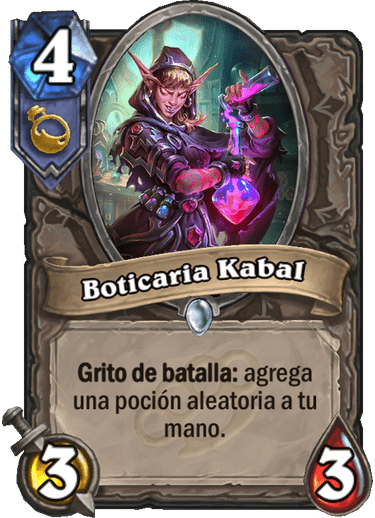 4
Boticaria Kabal
Grito de batalla: agrega
una poción aleatoria a tu
mano.
3
3